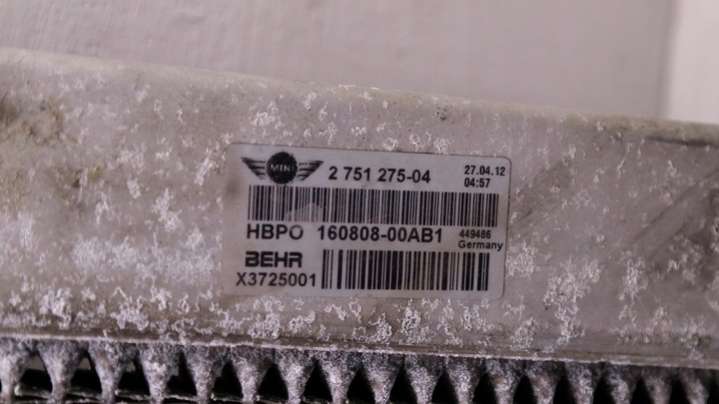 MINI 2 751 275-04 27.04.12
04:57
HBPO 160808-00AB1 449486
Germany
BEHR
X3725001